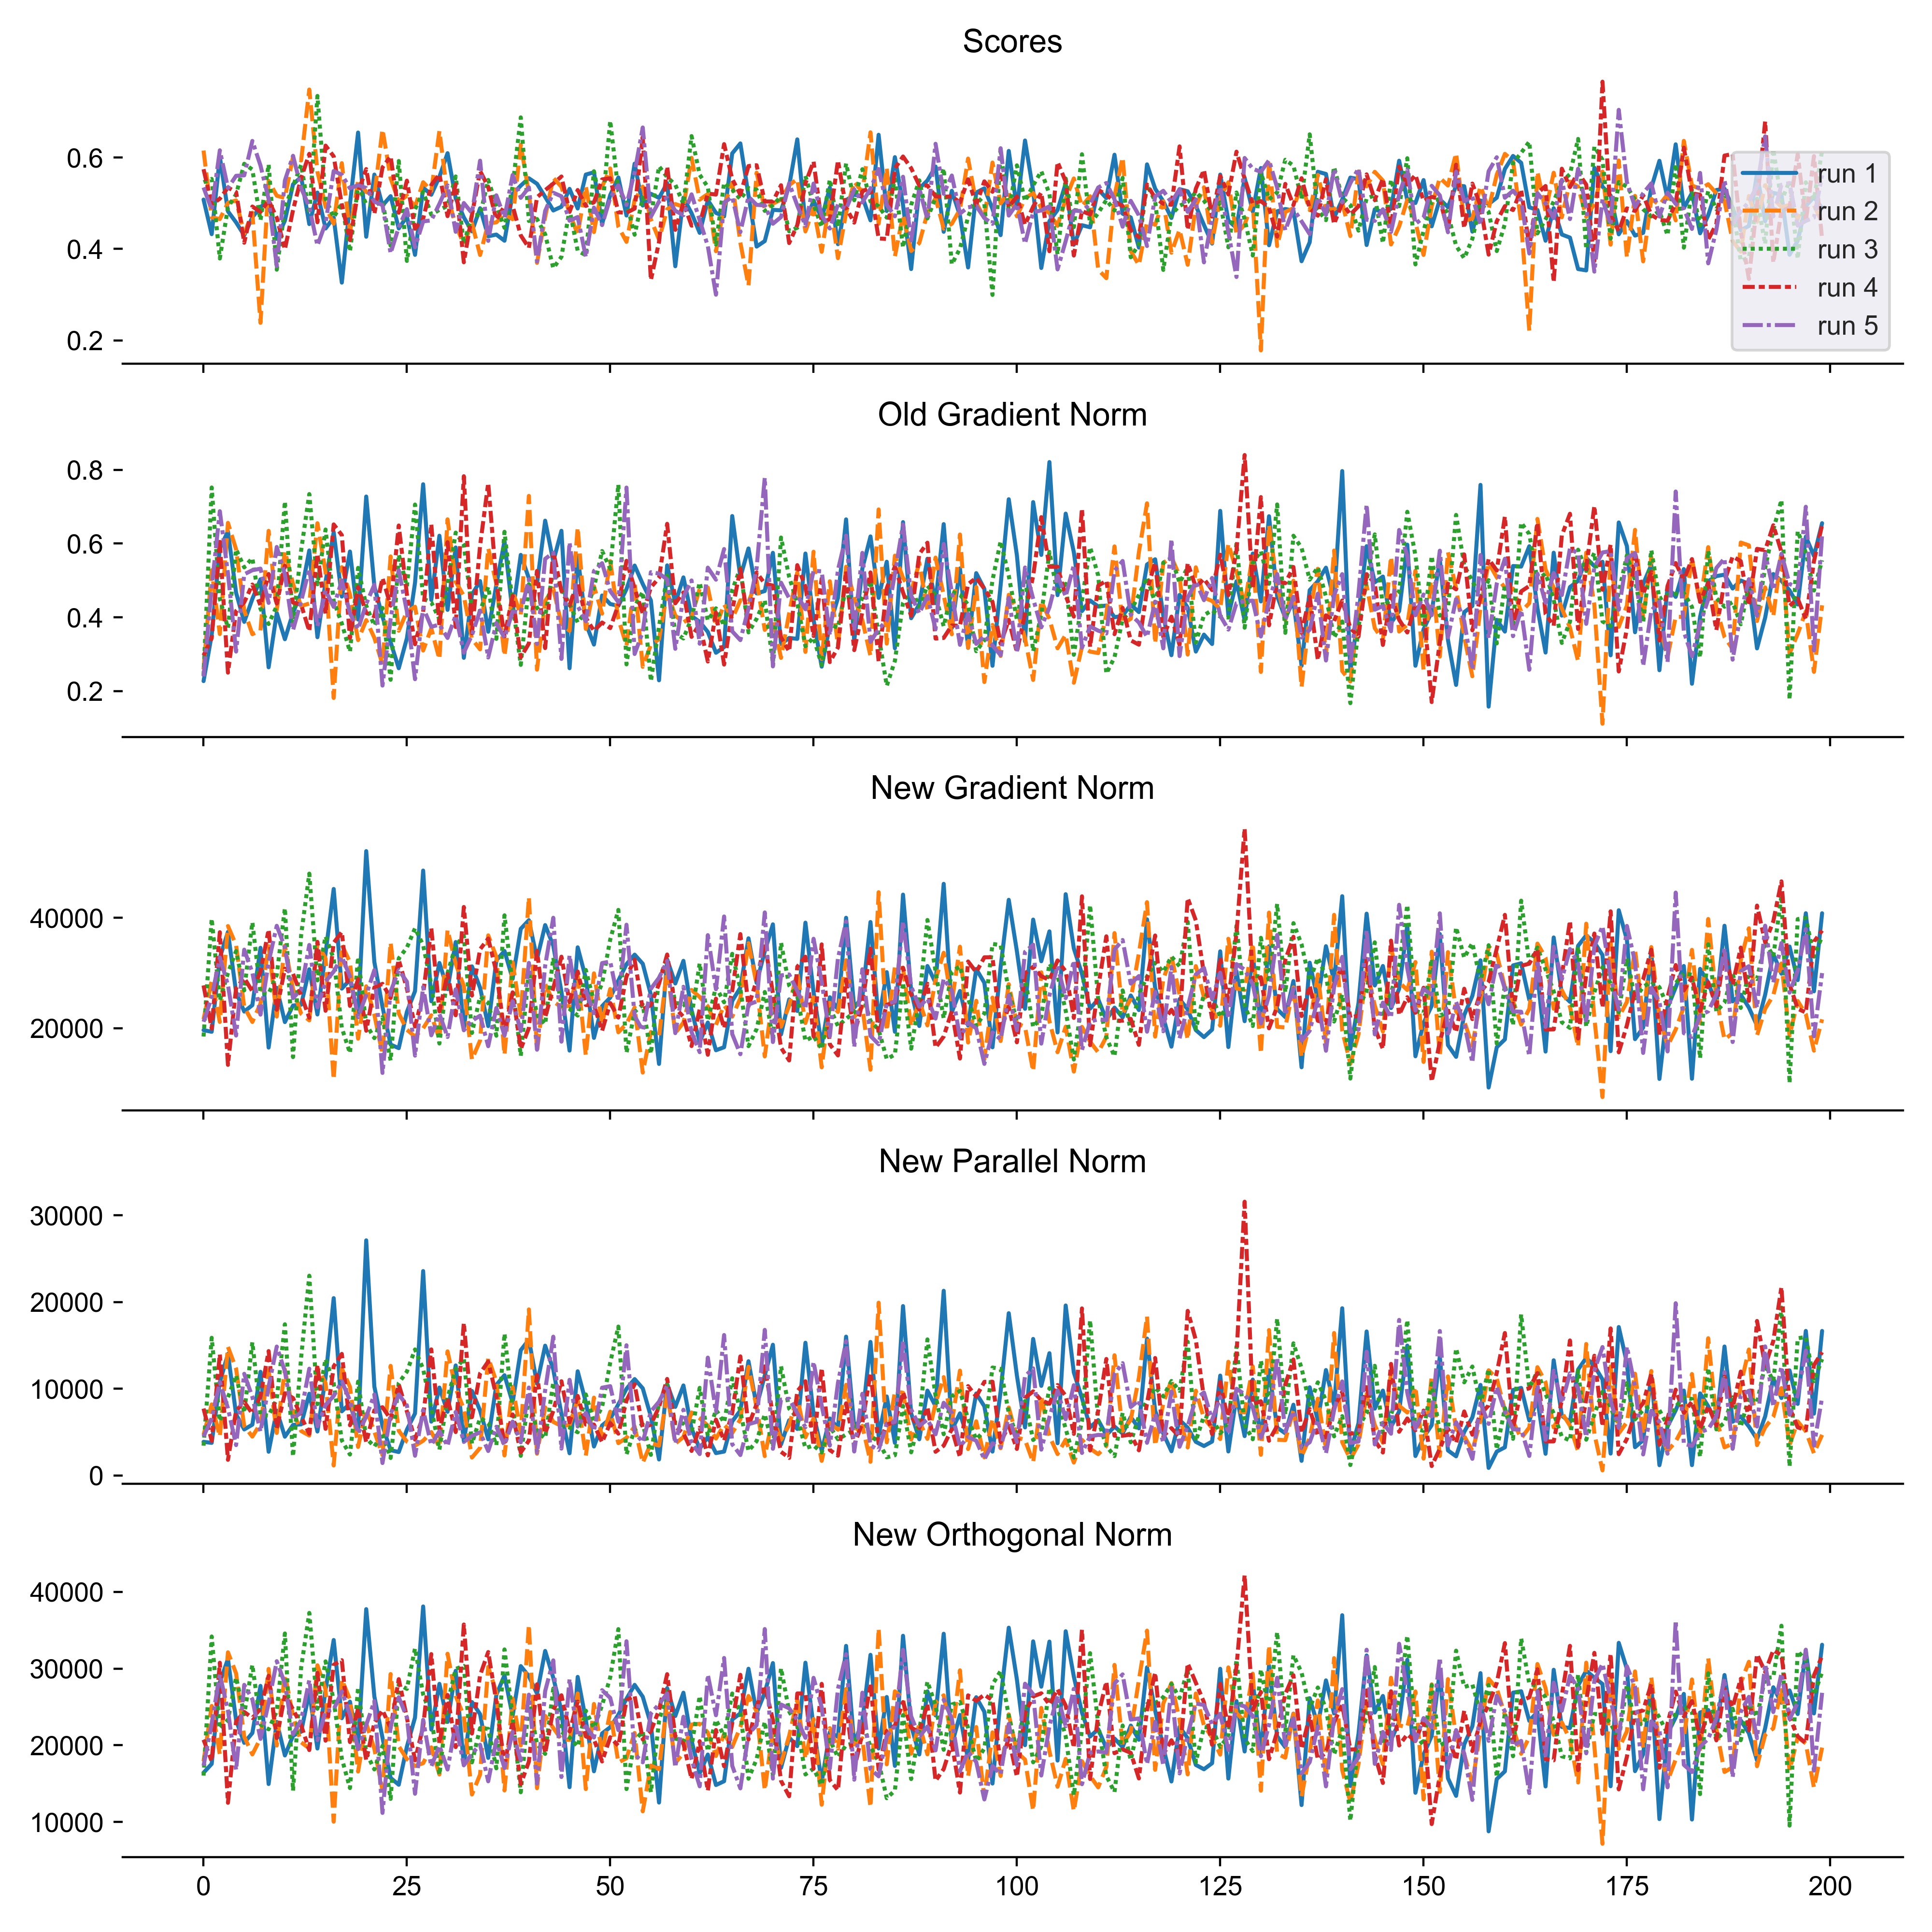 Scores
0.6
0.4
0.2
run 1
run 2
run 3
run 4
run 5
Old Gradient Norm
0.8
0.6
0.4
0.2
New Gradient Norm
40000
20000
New Parallel Norm
30000
20000
10000
0
New Orthogonal Norm
40000
30000
20000
10000
0 25 50 75 100 125 150 175 200